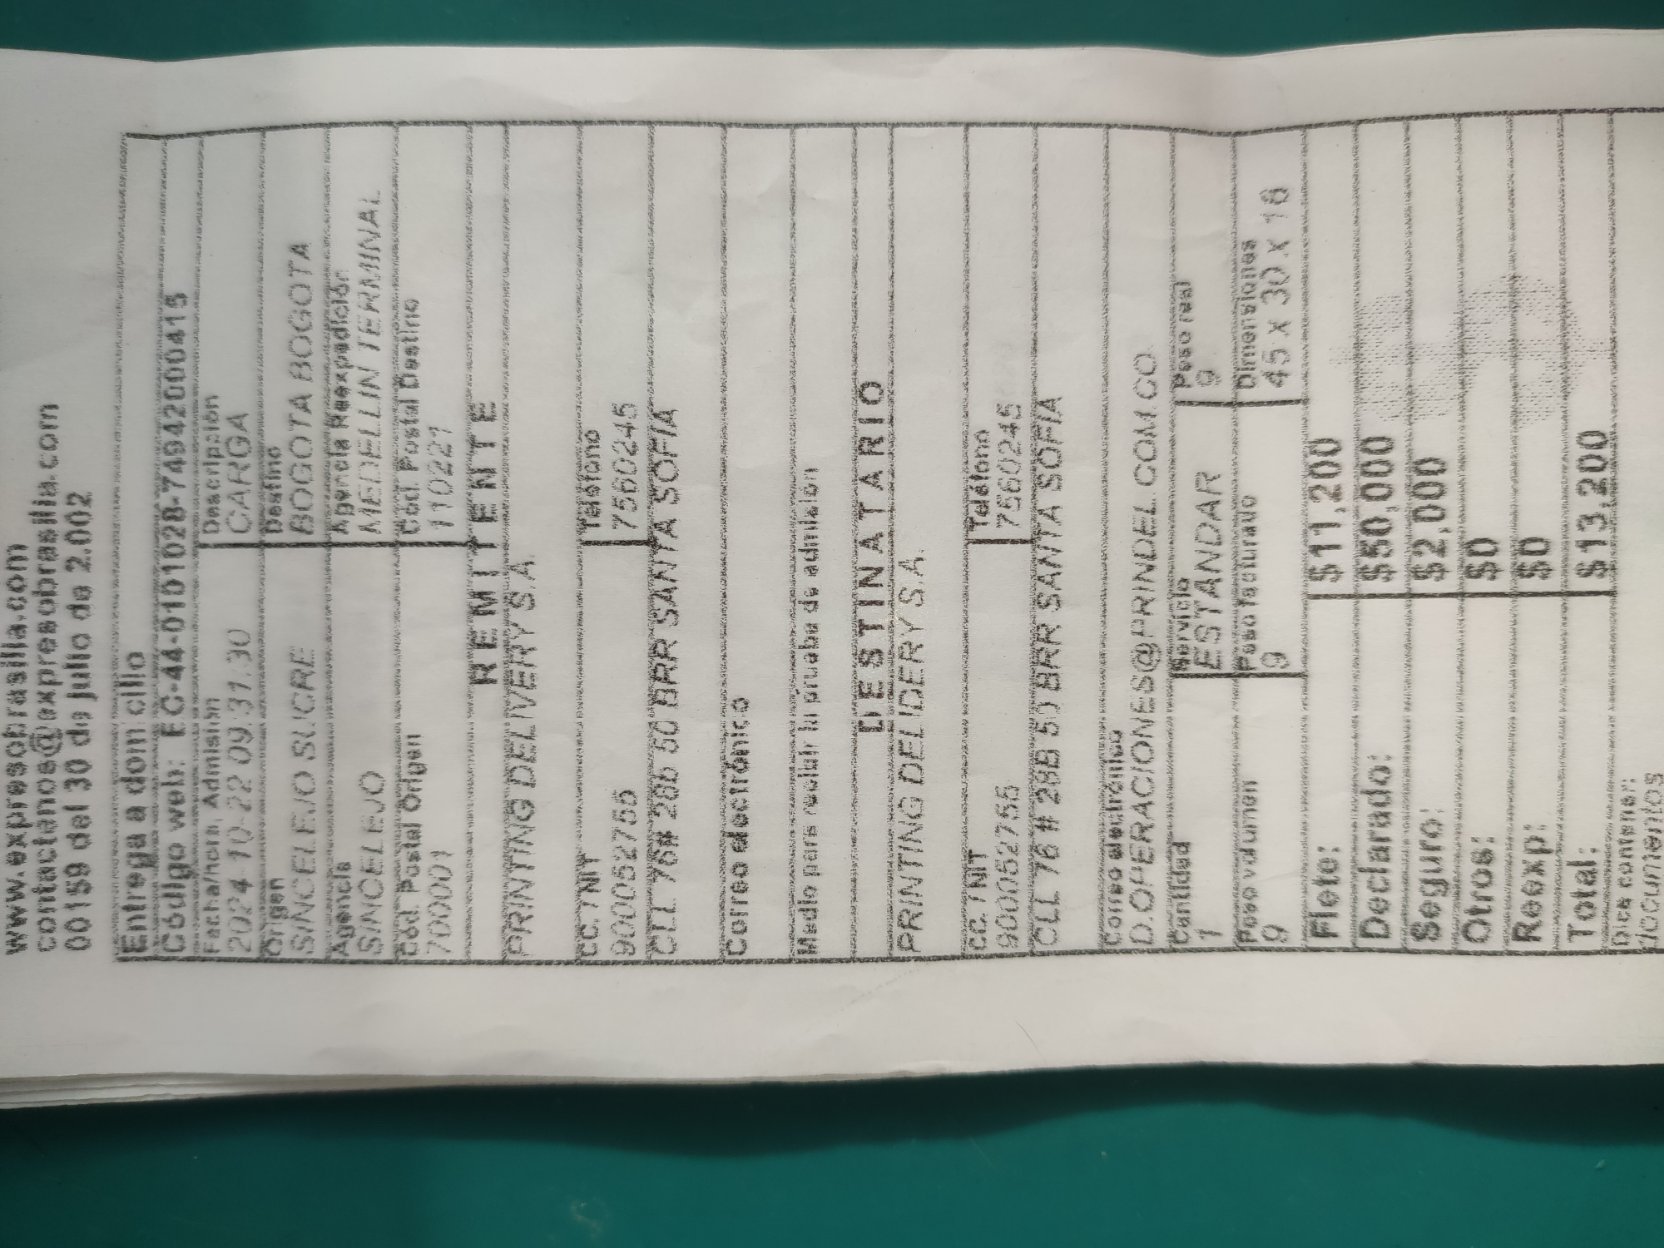 www.expresobrasilia.com
contactenos@expresobrasilia.com
00159 del 30 de julio de 2.002
Entrega a domicilio
Código web: EC-44-0101028-74942000415
Fecha/hora, Admisión Descripión
2024-10-22 09:31:30 CARGA
Origen Destino
SINCELEJO SUCRE BOGOTA BOGOTA
Agencia Agencia Reexpedición
SINCELEJO MEDELLIN TERMINAL
Cód. Postal Origen Cód. Postal Destino
700001 110221
REMITENTE
PRINTING DELIVERY S.A.
CC. / NIT Teléfono
900052755 7560245
CLL 76# 28B 50 BRR SANTA SOFIA
Correo electrónico
Medio para recibir la prueba de admisión
DESTINATARIO
PRINTING DELIDERY S.A.
CC. / NIT Teléfono
900052755 7560245
CLL 76 # 28B 50 BRR SANTA SOFIA
Correo electrónico
D.OPERACIONES@PRINDEL.COM.CO
Cantidad Servicio Peso real
1 ESTANDAR 9
Peso volumen Peso facturado Dimensiones
9 9 45 x 30 x 18
Flete: $11,200
Declarado: $50,000
Seguro: $2,000
Otros: $0
Reexp: $0
Total: $13,200
Dice contener:
documentos